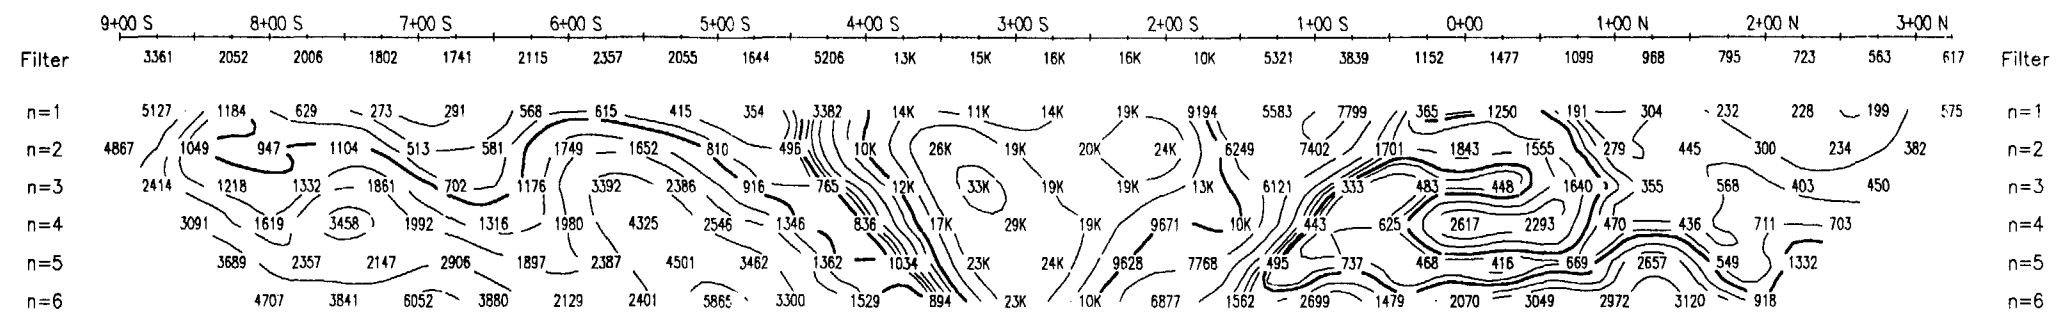 9+00 S 8+00 S 7+00 S 6+00 S 5+00 S 4+00 S 3+00 S 2+00 S 1+00 S 0+00 1+00 N 2+00 N 3+00 N
Filter 3361 2052 2006 1802 1741 2115 2357 2055 1644 5206 13K 15K 16K 16K 10K 5321 3839 1152 1477 1099 968 795 723 563 617 Filter
n=1 5127 1184 629 273 291 568 615 415 354 3382 14K 11K 14K 19K 9194 5583 7799 365 1250 191 304 232 228 199 575 n=1
n=2 4867 1049 947 1104 513 581 1749 1652 810 496 10K 26K 19K 20K 24K 6249 7402 1701 1843 1555 279 445 300 234 382 n=2
n=3 2414 1218 1332 1861 702 1176 3392 2386 916 765 12K 33K 19K 19K 13K 6121 333 483 448 1640 355 568 403 450 n=3
n=4 3091 1619 3458 1992 1316 1980 4325 2546 1346 836 17K 29K 19K 9671 10K 443 625 2617 2293 470 436 711 703 n=4
n=5 3689 2357 2147 2906 1897 2387 4501 3462 1362 1034 23K 24K 9628 7768 495 737 468 416 669 2657 549 1332 n=5
n=6 4707 3841 6052 3880 2129 2401 5865 3300 1529 894 23K 10K 6877 1562 2699 1479 2070 3049 2972 3120 918 n=6